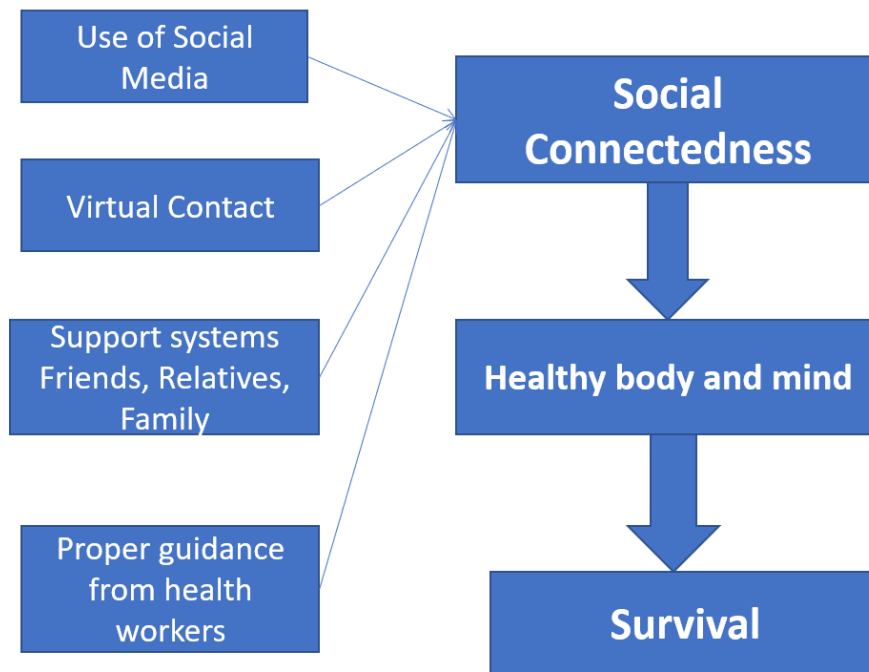 Use of Social
Media
Virtual Contact
Support systems
Friends, Relatives,
Family
Proper guidance
from health
workers
Social
Connectedness
Healthy body and mind
Survival